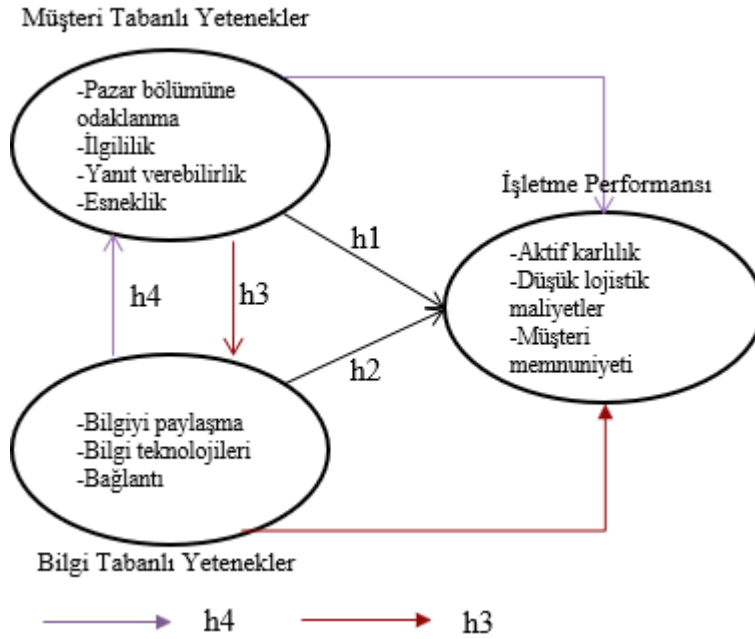 Müşteri Tabanlı Yetenekler
-Pazar bölümüne
odaklanma
-İlgililik
-Yanıt verebilirlik
-Esneklik
İşletme Performansı
-Aktif karlılık
-Düşük lojistik
maliyetler
-Müşteri
memnuniyeti
h1
h4
h3
h2
-Bilgiyi paylaşma
-Bilgi teknolojileri
-Bağlantı
Bilgi Tabanlı Yetenekler
h4
h3